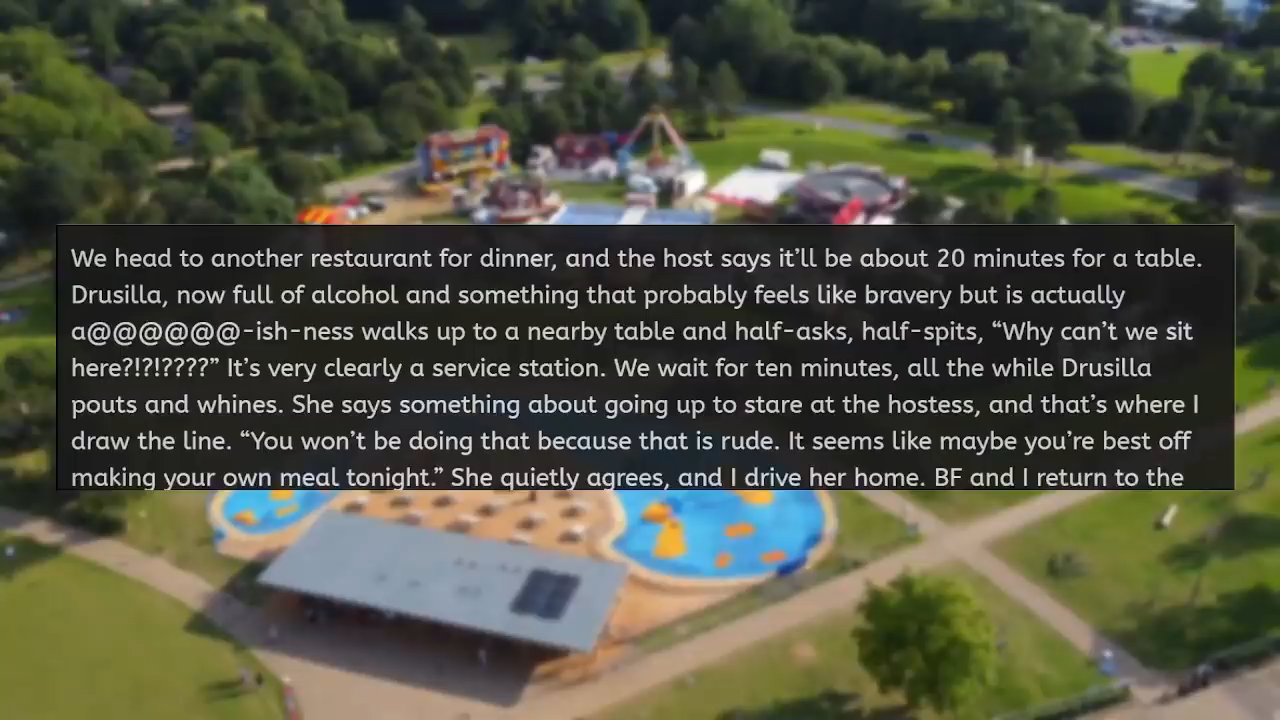 We head to another restaurant for dinner, and the host says it’ll be about 20 minutes for a table.
Drusilla, now full of alcohol and something that probably feels like bravery but is actually
a@@@@@@-ish-ness walks up to a nearby table and half-asks, half-spits, “Why can’t we sit
here?!?!????” It’s very clearly a service station. We wait for ten minutes, all the while Drusilla
pouts and whines. She says something about going up to stare at the hostess, and that’s where I
draw the line. “You won’t be doing that because that is rude. It seems like maybe you’re best off
making your own meal tonight.” She quietly agrees, and I drive her home. BF and I return to the